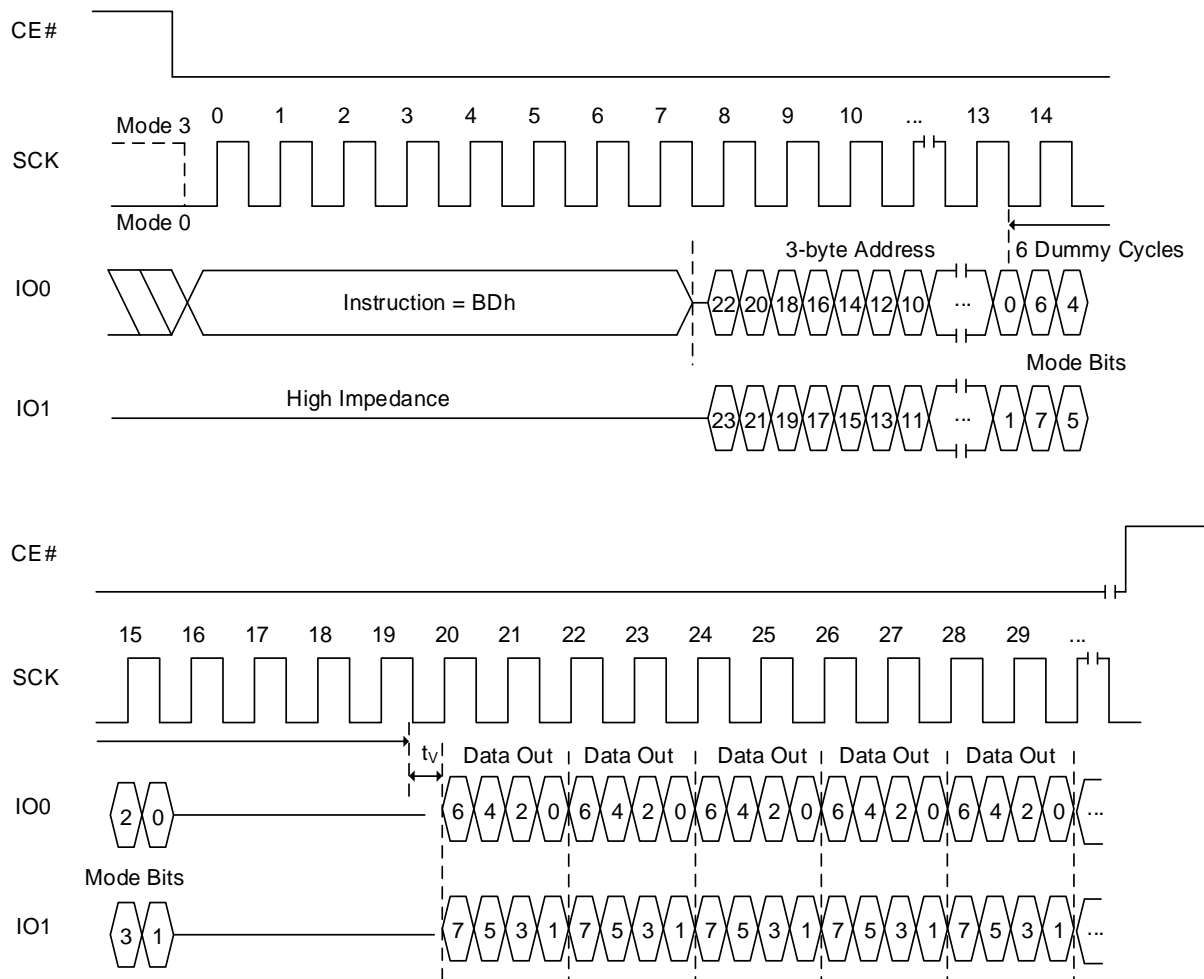 CE#
0 1 2 3 4 5 6 7 8 9 10 ... 13 14
Mode 3
SCK
Mode 0
3-byte Address 6 Dummy Cycles
IO0
Instruction = BDh
22 20 18 16 14 12 10 ... 0 6 4
Mode Bits
High Impedance
IO1
23 21 19 17 15 13 11 ... 1 7 5
CE#
15 16 17 18 19 20 21 22 23 24 25 26 27 28 29 ...
SCK
tV Data Out Data Out Data Out Data Out Data Out
IO0
2 0 6 4 2 0 6 4 2 0 6 4 2 0 6 4 2 0 6 4 2 0 ...
Mode Bits
IO1
3 1 7 5 3 1 7 5 3 1 7 5 3 1 7 5 3 1 7 5 3 1 ...